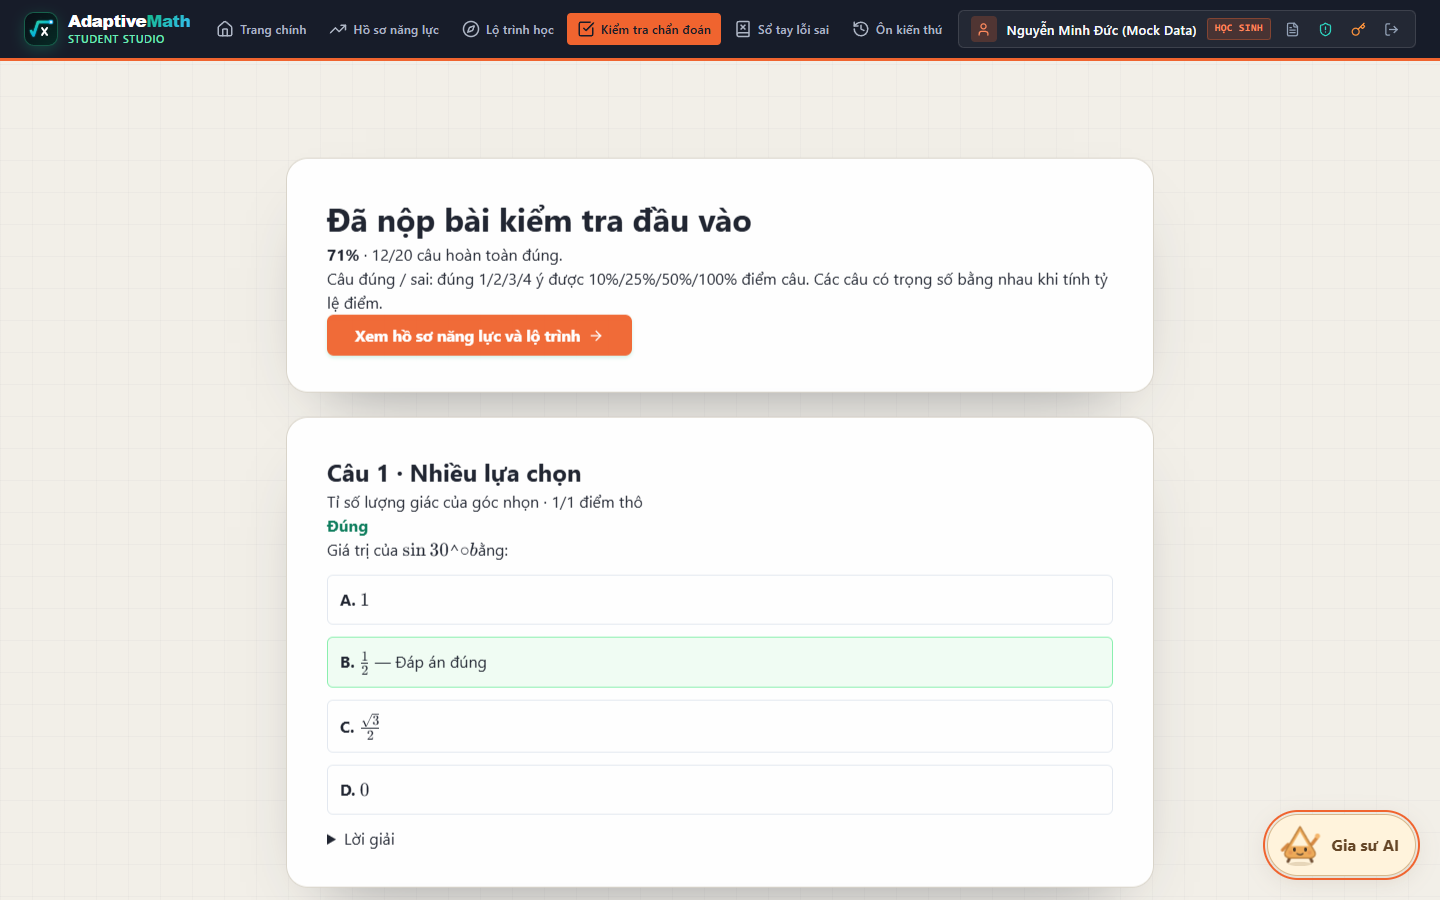 AdaptiveMath
STUDENT STUDIO
Trang chính
Hồ sơ năng lực
Lộ trình học
Kiểm tra chẩn đoán
Sổ tay lỗi sai
Ôn kiến thứ
Nguyễn Minh Đức (Mock Data)
HỌC SINH
Đã nộp bài kiểm tra đầu vào
71% · 12/20 câu hoàn toàn đúng.
Câu đúng / sai: đúng 1/2/3/4 ý được 10%/25%/50%/100% điểm câu. Các câu có trọng số bằng nhau khi tính tỷ
lệ điểm.
Xem hồ sơ năng lực và lộ trình →
Câu 1 · Nhiều lựa chọn
Tỉ số lượng giác của góc nhọn · 1/1 điểm thô
Đúng
Giá trị của sin 30^○bằng:
A. 1
B. 1/2 — Đáp án đúng
C. √3/2
D. 0
▶ Lời giải
Gia sư AI